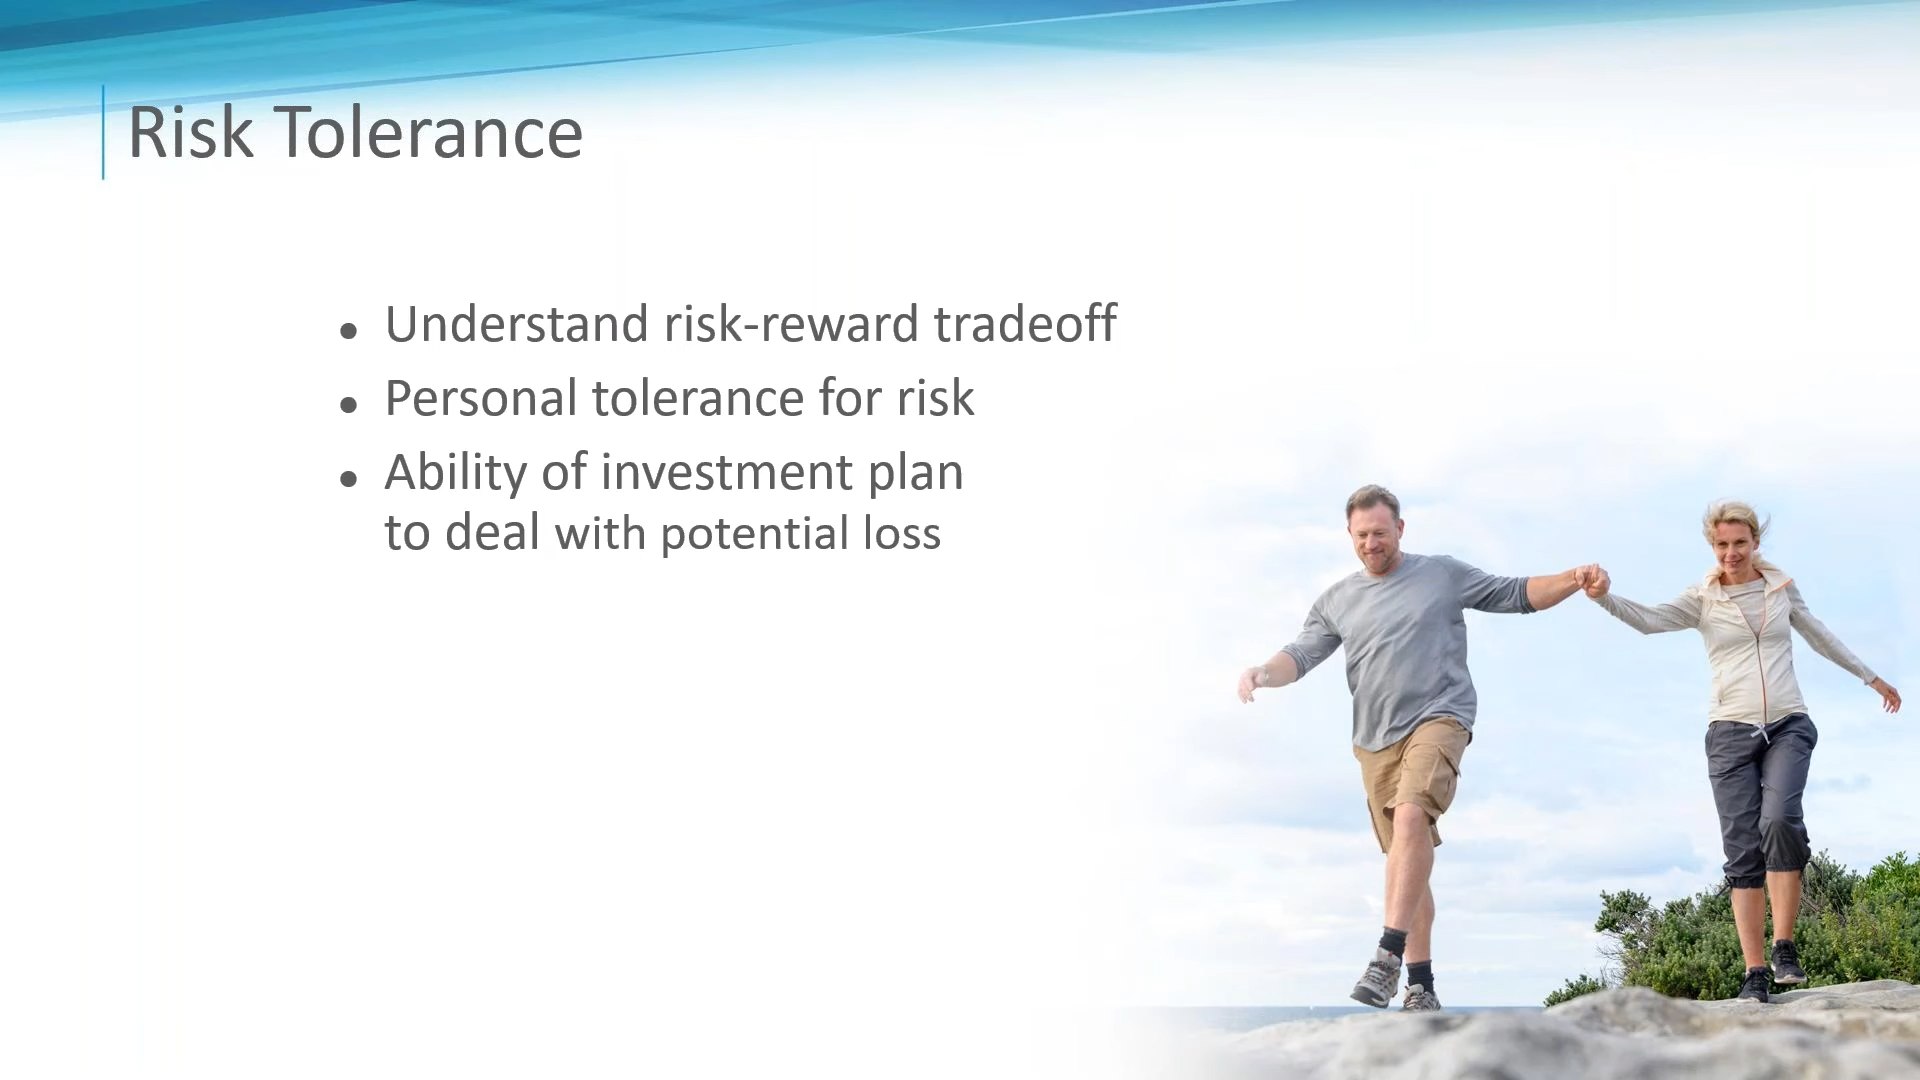 Risk Tolerance
• Understand risk-reward tradeoff
• Personal tolerance for risk
• Ability of investment plan
to deal with potential loss